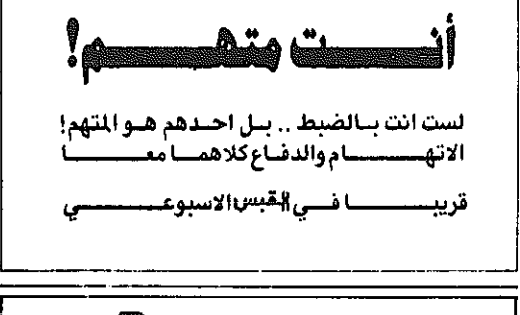 أنت متهم!
لست انت بالضبط .. بل احدهم هو المتهم!
الاتهام والدفاع كلاهما معا
قريبا في القبس الاسبوعي